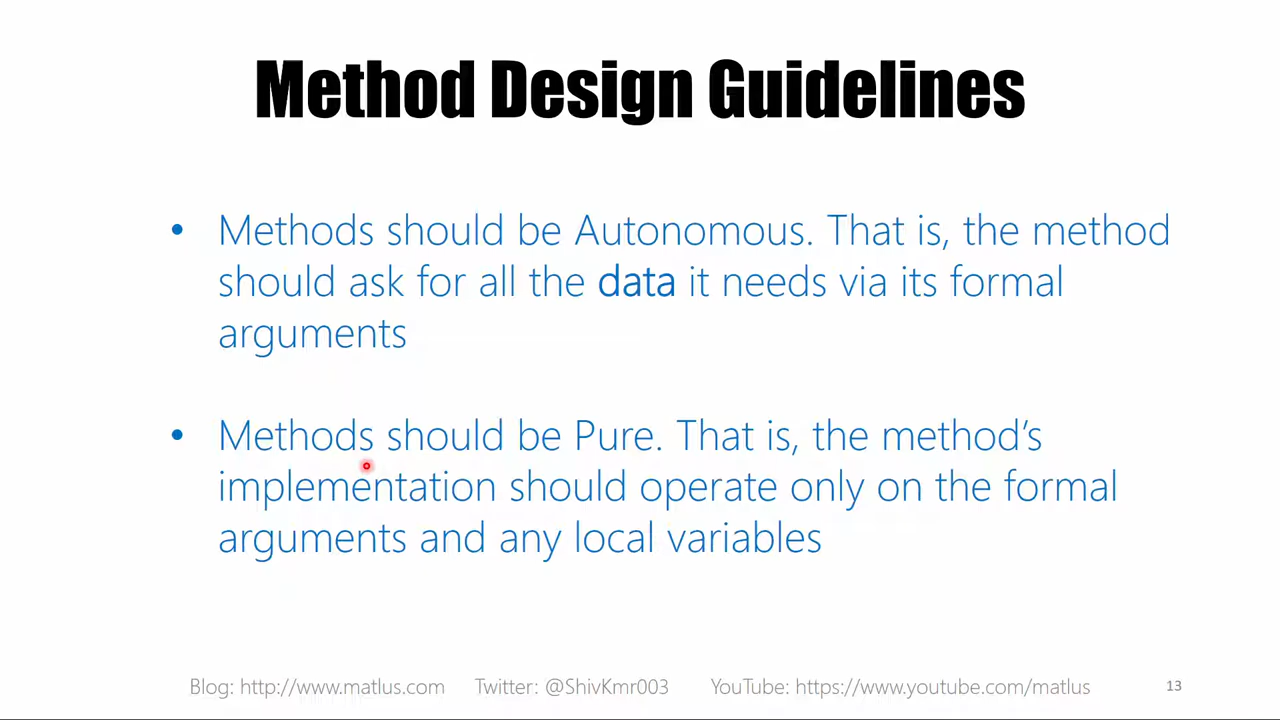 Method Design Guidelines
• Methods should be Autonomous. That is, the method
should ask for all the data it needs via its formal
arguments
• Methods should be Pure. That is, the method’s
implementation should operate only on the formal
arguments and any local variables
Blog: http://www.matlus.com Twitter: @ShivKmr003 YouTube: https://www.youtube.com/matlus 13